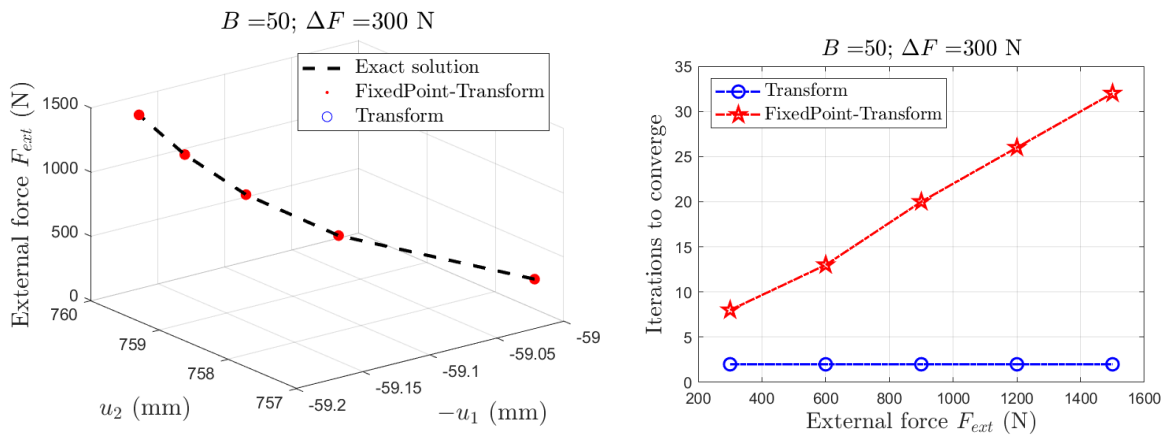 B =50; ΔF =300 N
Exact solution
FixedPoint-Transform
Transform
External force F_ext (N)
1500
1000
500
0
760
759
758
757
u_2 (mm)
-59.2
-59.15
-59.1
-59.05
-59
−u_1 (mm)
B =50; ΔF =300 N
Transform
FixedPoint-Transform
Iterations to converge
35
30
25
20
15
10
5
0
200
400
600
800
1000
1200
1400
1600
External force F_ext (N)